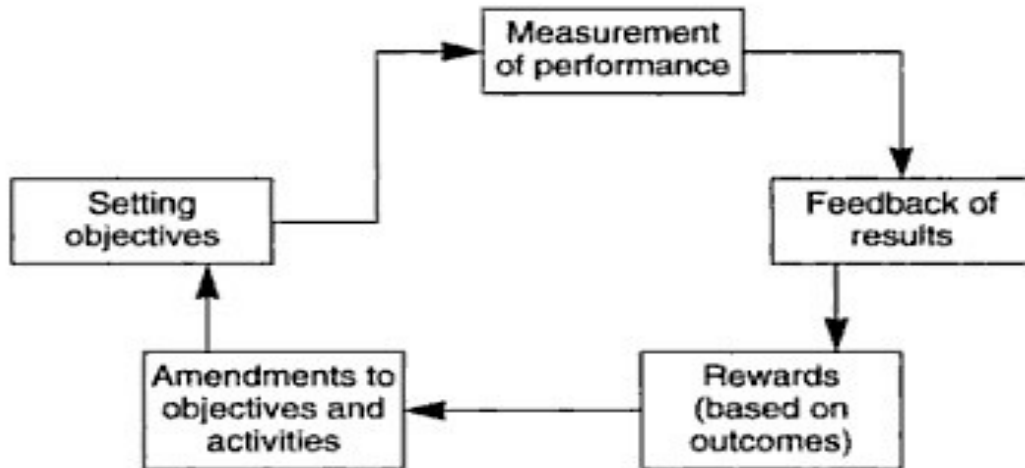 Measurement
of performance
Setting
objectives
Feedback of
results
Amendments to
objectives and
activities
Rewards
(based on
outcomes)